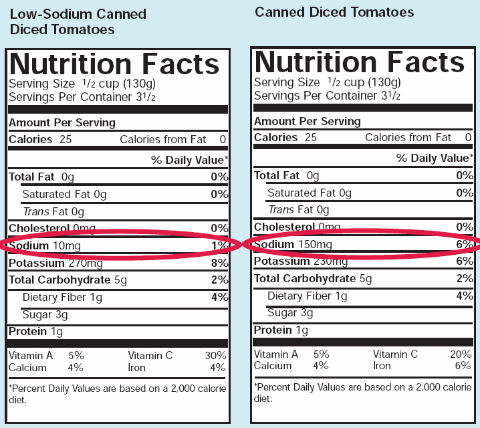 Low-Sodium Canned
Diced Tomatoes
Nutrition Facts
Serving Size 1/2 cup (130g)
Servings Per Container 31/2
Amount Per Serving
Calories 25 Calories from Fat 0
% Daily Value*
Total Fat 0g 0%
Saturated Fat 0g 0%
Trans Fat 0g
Cholesterol 0mg 0%
Sodium 10mg 1%
Potassium 270mg 8%
Total Carbohydrate 5g 2%
Dietary Fiber 1g 4%
Sugar 3g
Protein 1g
Vitamin A 5% Vitamin C 30%
Calcium 4% Iron 4%
*Percent Daily Values are based on a 2,000 calorie
diet.
Canned Diced Tomatoes
Nutrition Facts
Serving Size 1/2 cup (130g)
Servings Per Container 31/2
Amount Per Serving
Calories 25 Calories from Fat 0
% Daily Value*
Total Fat 0g 0%
Saturated Fat 0g 0%
Trans Fat 0g
Cholesterol 0mg 0%
Sodium 150mg 6%
Potassium 230mg 6%
Total Carbohydrate 5g 2%
Dietary Fiber 1g 4%
Sugar 3g
Protein 1g
Vitamin A 5% Vitamin C 20%
Calcium 4% Iron 6%
*Percent Daily Values are based on a 2,000 calorie
diet.